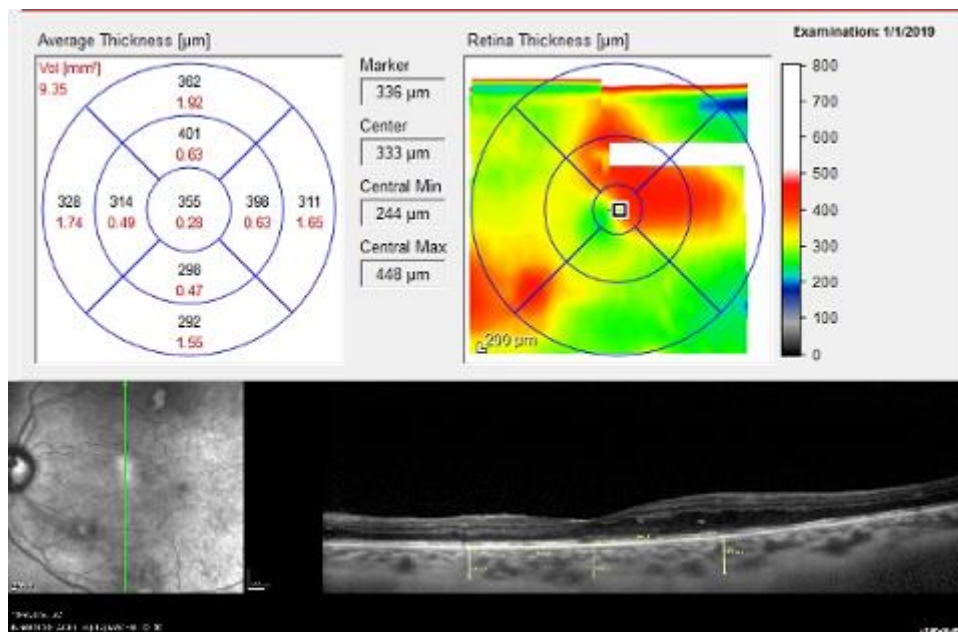 Examination: 1/1/2019
Average Thickness [µm]
Vol [mm³]
9.35
362
1.92
401
0.63
328
1.74
314
0.49
355
0.28
398
0.63
311
1.65
298
0.47
292
1.55
Marker
336 µm
Center
333 µm
Central Min
244 µm
Central Max
448 µm
Retina Thickness [µm]
200 µm
800
700
600
500
400
300
200
100
0